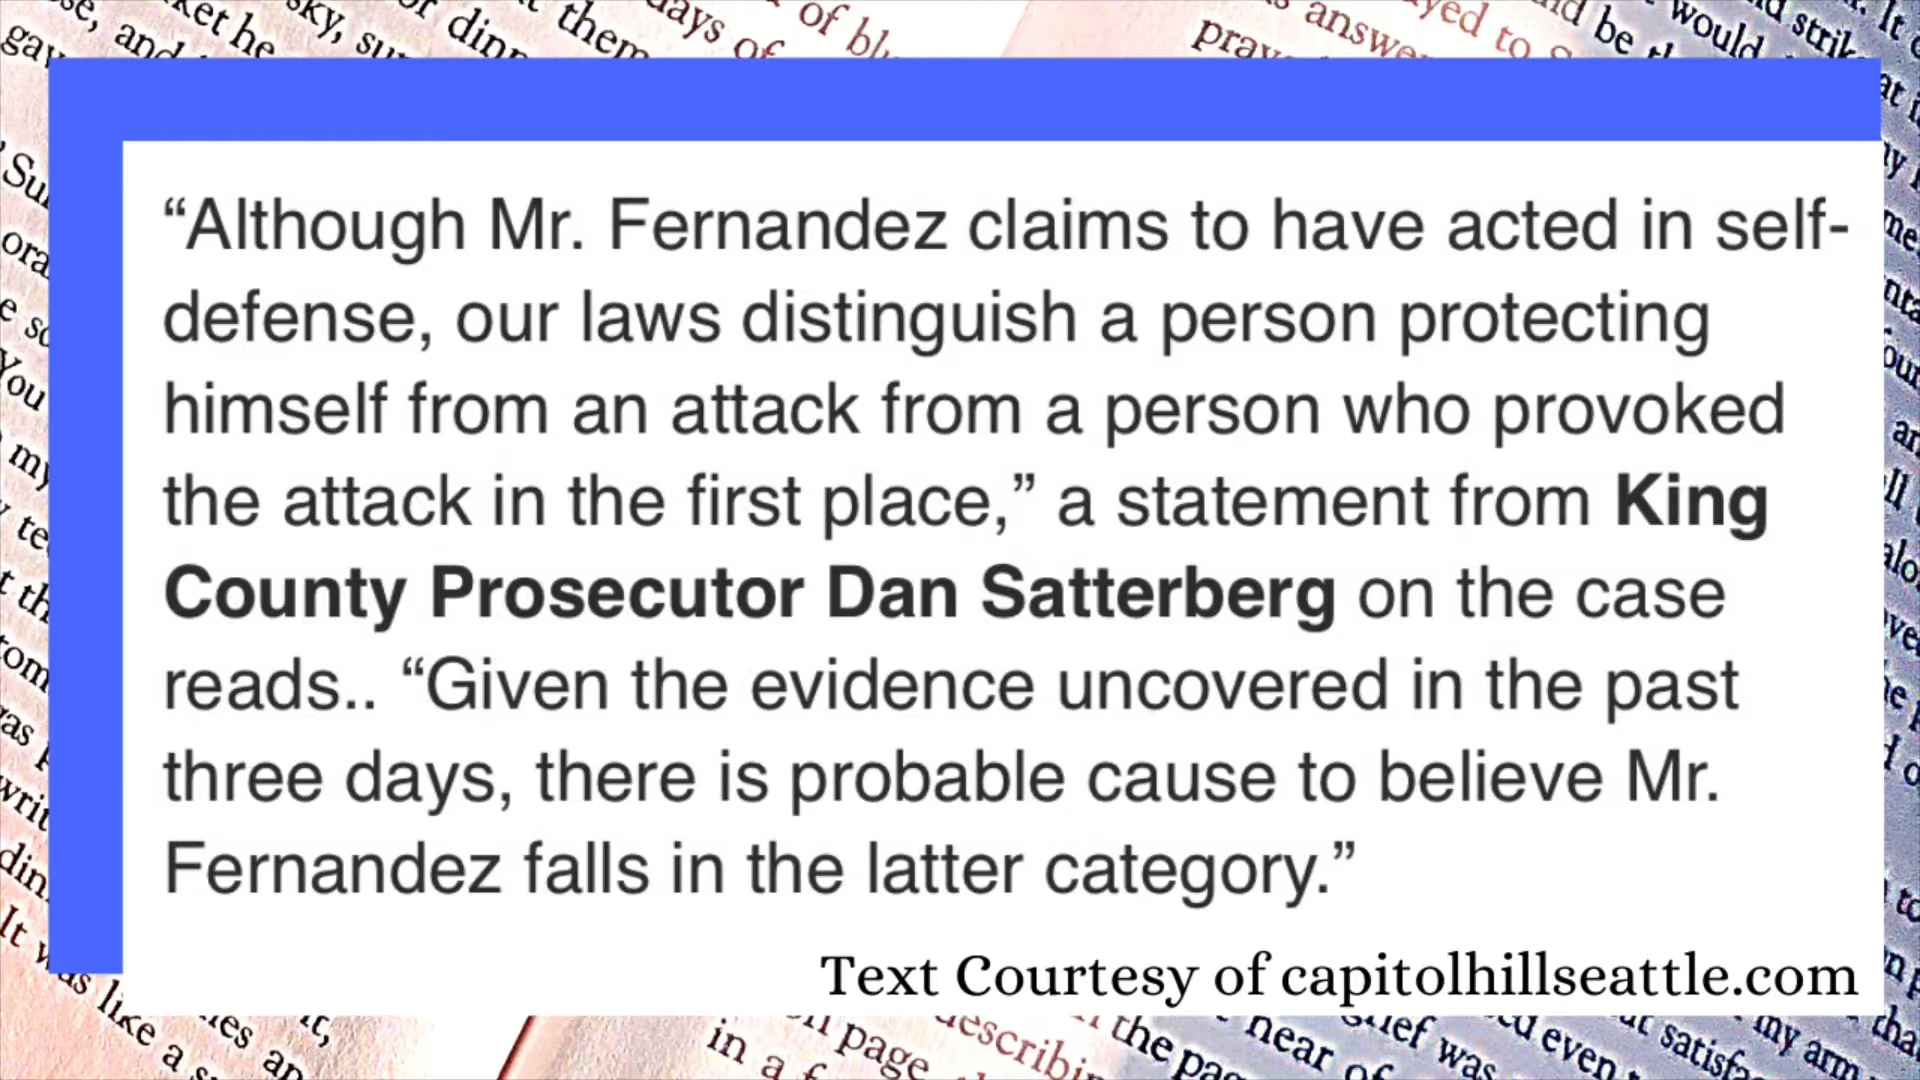 “Although Mr. Fernandez claims to have acted in self-
defense, our laws distinguish a person protecting
himself from an attack from a person who provoked
the attack in the first place,” a statement from King
County Prosecutor Dan Satterberg on the case
reads.. “Given the evidence uncovered in the past
three days, there is probable cause to believe Mr.
Fernandez falls in the latter category.”
Text Courtesy of capitolhillseattle.com